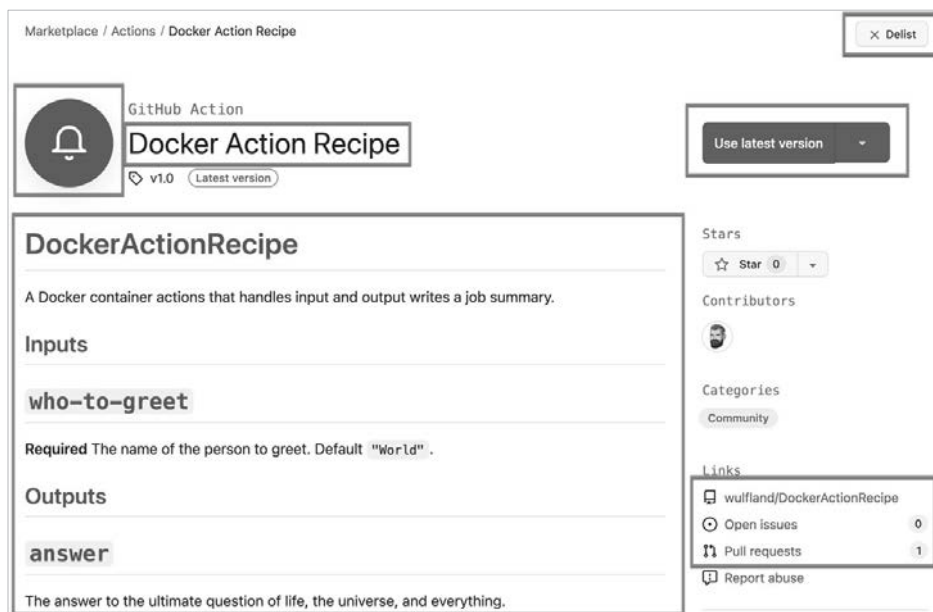 Marketplace / Actions / Docker Action Recipe
Delist
GitHub Action
Docker Action Recipe
v1.0 Latest version
Use latest version
DockerActionRecipe
A Docker container actions that handles input and output writes a job summary.
Inputs
who-to-greet
Required The name of the person to greet. Default "World" .
Outputs
answer
The answer to the ultimate question of life, the universe, and everything.
Stars
Star 0
Contributors
Categories
Community
Links
wulfland/DockerActionRecipe
Open issues 0
Pull requests 1
Report abuse